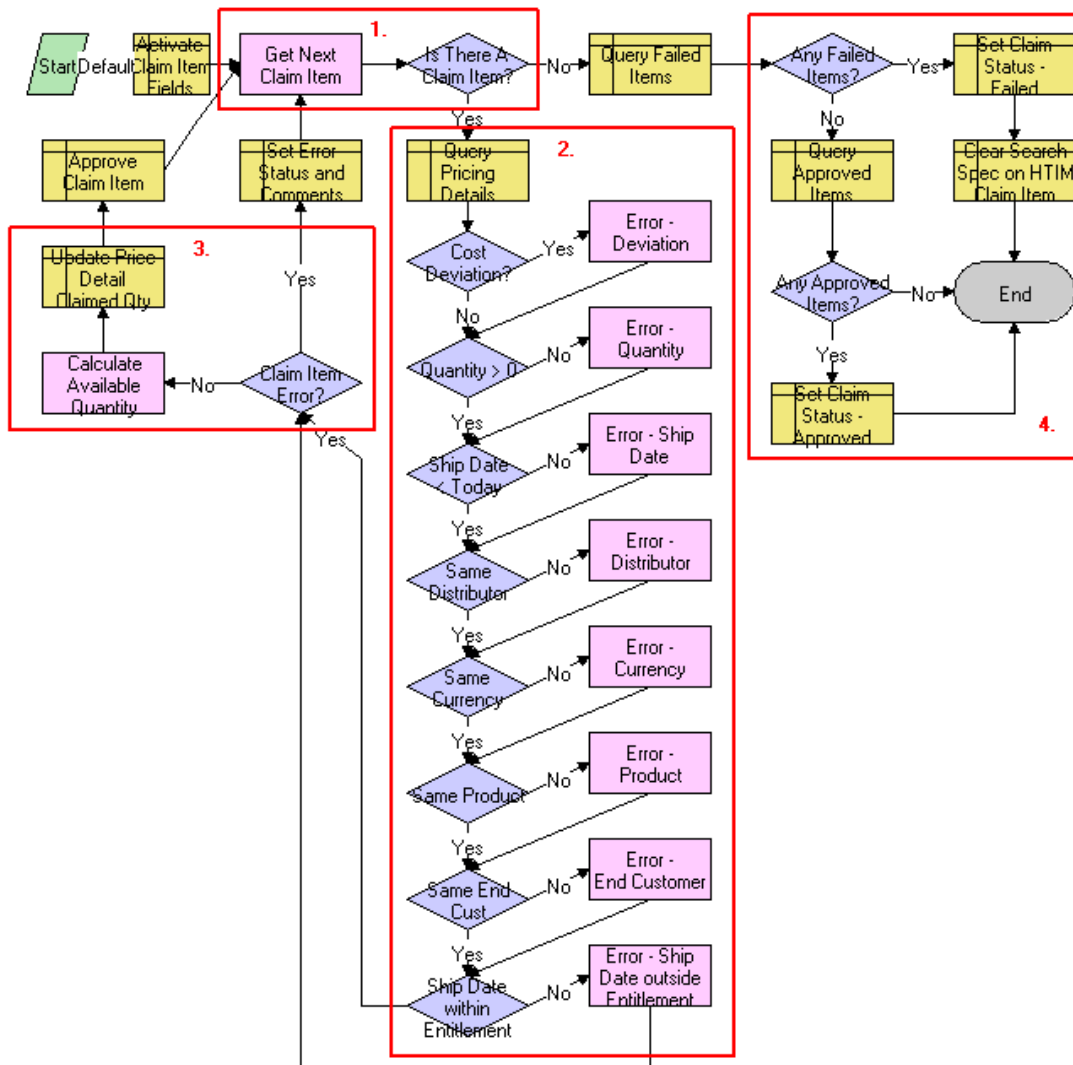 1.
Start
Default
Activate
Claim Item
Fields
Get Next
Claim Item
Is There A
Claim Item?
No
Query Failed
Items
Any Failed
Items?
Yes
Set Claim
Status -
Failed
Yes
No
2.
Approve
Claim Item
Set Error
Status and
Comments
Query
Pricing
Details
Query
Approved
Items
Clear Search
Spec on HTIM
Claim Item
3.
Update Price
Detail
Claimed Qty
Yes
Cost
Deviation?
Yes
Error -
Deviation
No
Any Approved
Items?
No
End
Calculate
Available
Quantity
No
Claim Item
Error?
Quantity > 0
No
Error -
Quantity
Yes
Set Claim
Status -
Approved
4.
Yes
Yes
Ship Date
< Today
No
Error - Ship
Date
Yes
Same
Distributor
No
Error -
Distributor
Yes
Same
Currency
No
Error -
Currency
Yes
Same Product
No
Error -
Product
Yes
Same End
Cust
No
Error -
End Customer
Yes
Ship Date
within
Entitlement
No
Error - Ship
Date outside
Entitlement